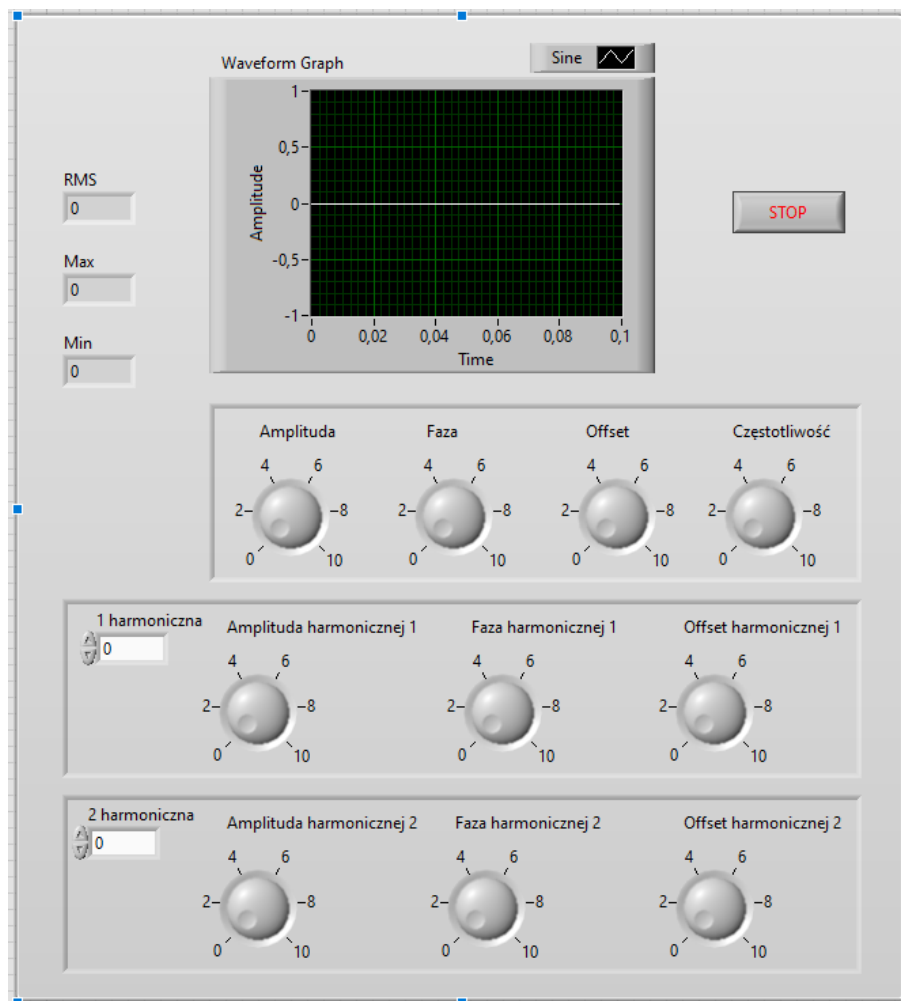 Waveform Graph
Sine
1
0,5
0
-0,5
-1
Amplitude
0 0,02 0,04 0,06 0,08 0,1
Time
RMS
0
Max
0
Min
0
STOP
Amplituda Faza Offset Częstotliwość
4 6 4 6 4 6 4 6
2 8 2 8 2 8 2 8
0 10 0 10 0 10 0 10
1 harmoniczna
0
Amplituda harmonicznej 1 Faza harmonicznej 1 Offset harmonicznej 1
4 6 4 6 4 6
2 8 2 8 2 8
0 10 0 10 0 10
2 harmoniczna
0
Amplituda harmonicznej 2 Faza harmonicznej 2 Offset harmonicznej 2
4 6 4 6 4 6
2 8 2 8 2 8
0 10 0 10 0 10